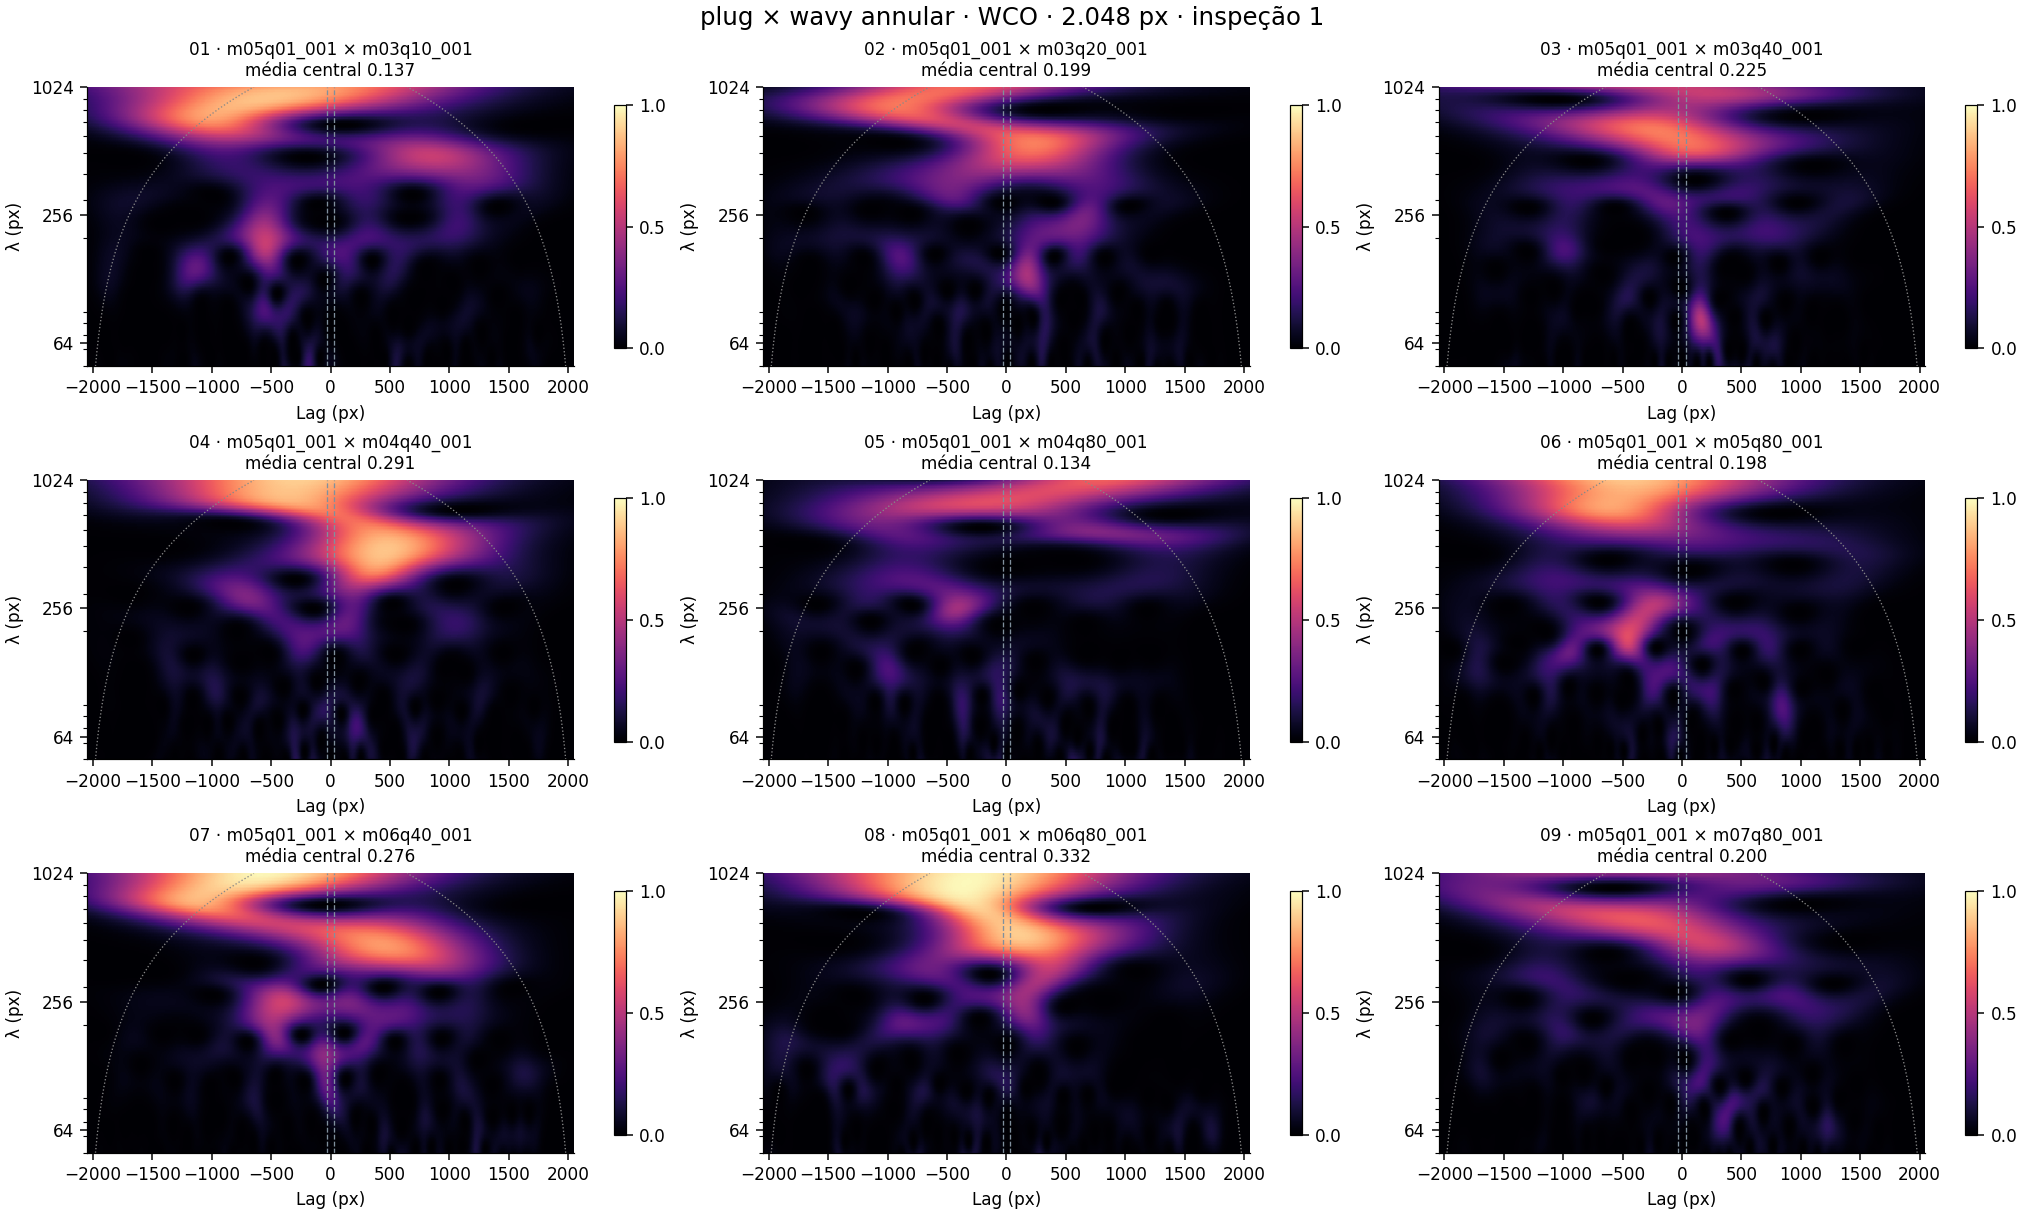 plug × wavy annular · WCO · 2.048 px · inspeção 1
01 · m05q01_001 × m03q10_001
média central 0.137
02 · m05q01_001 × m03q20_001
média central 0.199
03 · m05q01_001 × m03q40_001
média central 0.225
1024
256
64
λ (px)
−2000 −1500 −1000 −500 0 500 1000 1500 2000
Lag (px)
1.0
0.5
0.0
1024
256
64
λ (px)
−2000 −1500 −1000 −500 0 500 1000 1500 2000
Lag (px)
1.0
0.5
0.0
1024
256
64
λ (px)
−2000 −1500 −1000 −500 0 500 1000 1500 2000
Lag (px)
1.0
0.5
0.0
04 · m05q01_001 × m04q40_001
média central 0.291
05 · m05q01_001 × m04q80_001
média central 0.134
06 · m05q01_001 × m05q80_001
média central 0.198
1024
256
64
λ (px)
−2000 −1500 −1000 −500 0 500 1000 1500 2000
Lag (px)
1.0
0.5
0.0
1024
256
64
λ (px)
−2000 −1500 −1000 −500 0 500 1000 1500 2000
Lag (px)
1.0
0.5
0.0
1024
256
64
λ (px)
−2000 −1500 −1000 −500 0 500 1000 1500 2000
Lag (px)
1.0
0.5
0.0
07 · m05q01_001 × m06q40_001
média central 0.276
08 · m05q01_001 × m06q80_001
média central 0.332
09 · m05q01_001 × m07q80_001
média central 0.200
1024
256
64
λ (px)
−2000 −1500 −1000 −500 0 500 1000 1500 2000
Lag (px)
1.0
0.5
0.0
1024
256
64
λ (px)
−2000 −1500 −1000 −500 0 500 1000 1500 2000
Lag (px)
1.0
0.5
0.0
1024
256
64
λ (px)
−2000 −1500 −1000 −500 0 500 1000 1500 2000
Lag (px)
1.0
0.5
0.0